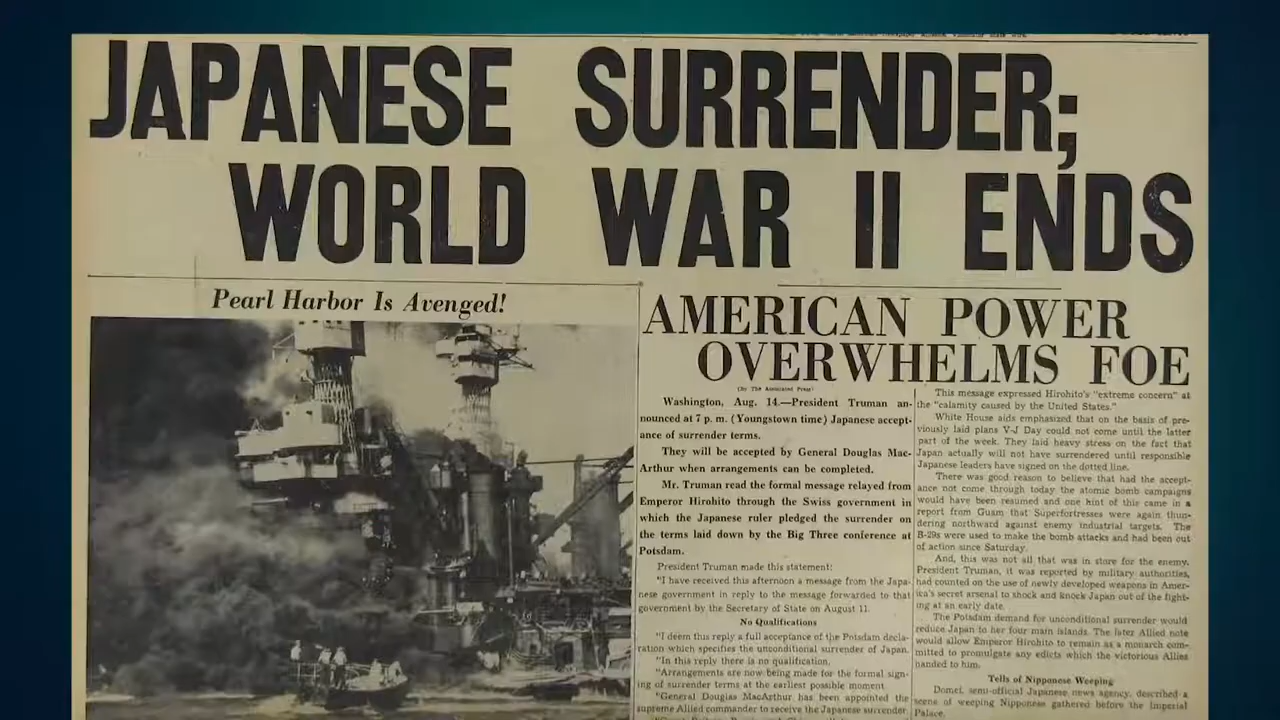 JAPANESE SURRENDER;
WORLD WAR II ENDS
Pearl Harbor Is Avenged!
AMERICAN POWER
OVERWHELMS FOE
(By The Associated Press)
Washington, Aug. 14.—President Truman an-
nounced at 7 p. m. (Youngstown time) Japanese accept-
ance of surrender terms.
They will be accepted by General Douglas Mac-
Arthur when arrangements can be completed.
Mr. Truman read the formal message relayed from
Emperor Hirohito through the Swiss government in
which the Japanese ruler pledged the surrender on
the terms laid down by the Big Three conference at
Potsdam.
President Truman made this statement:
"I have received this afternoon a message from the Japa-
nese government in reply to the message forwarded to that
government by the Secretary of State on August 11.
No Qualifications
"I deem this reply a full acceptance of the Potsdam decla-
ration which specifies the unconditional surrender of Japan.
"In this reply there is no qualification.
"Arrangements are now being made for the formal sign-
ing of surrender terms at the earliest possible moment
"General Douglas MacArthur has been appointed the
supreme Allied commander to receive the Japanese surrender.
This message expressed Hirohito's "extreme concern" at
the "calamity caused by the United States."
White House aids emphasized that on the basis of pre-
viously laid plans V-J Day could not come until the latter
part of the week. They laid heavy stress on the fact that
Japan actually will not have surrendered until responsible
Japanese leaders have signed on the dotted line.
There was good reason to believe that had the accept-
ance not come through today the atomic bomb campaigns
would have been resumed and one hint of this came in a
report from Guam that Superfortresses were again thun-
dering northward against enemy industrial targets. The
B-29s were used to make the bomb attacks and had been out
of action since Saturday.
And, this was not all that was in store for the enemy.
President Truman, it was reported by military authorities,
had counted on the use of newly developed weapons in Amer-
ica's secret arsenal to shock and knock Japan out of the fight-
ing at an early date.
The Potsdam demand for unconditional surrender would
reduce Japan to her four main islands. The later Allied note
would allow Emperor Hirohito to remain as a monarch com-
mitted to promulgate any edicts which the victorious Allies
handed to him.
Tells of Nipponese Weeping
Domei, semi-official Japanese news agency, described a
scene of weeping Nipponese gathered before the Imperial
Palace.